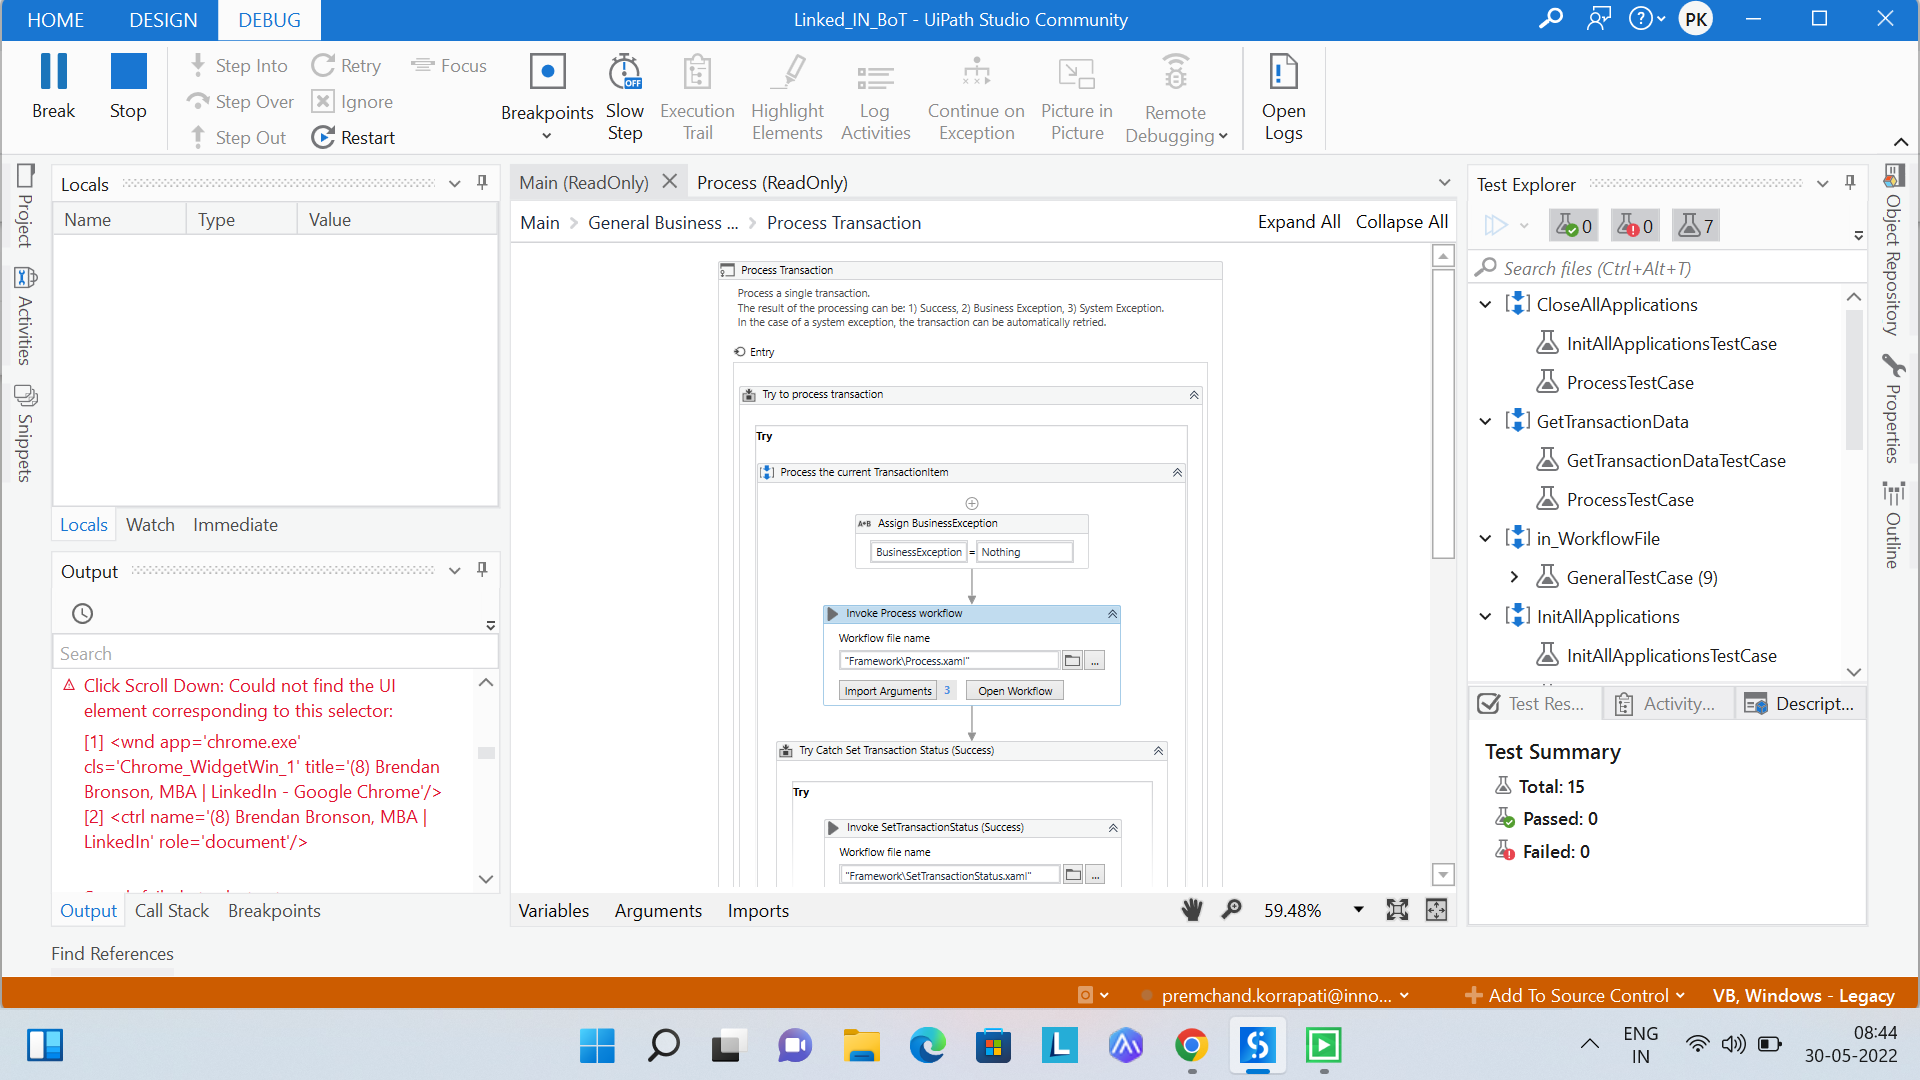 HOME DESIGN DEBUG
Linked_IN_BoT - UiPath Studio Community
PK
Break
Stop
Step Into
Step Over
Step Out
Retry
Ignore
Restart
Focus
Breakpoints
Slow
Step
OFF
Execution
Trail
Highlight
Elements
Log
Activities
Continue on
Exception
Picture in
Picture
Remote
Debugging
Open
Logs
Project
Activities
Snippets
Locals
Name Type Value
Locals Watch Immediate
Output
Search
Click Scroll Down: Could not find the UI
element corresponding to this selector:
[1] <wnd app='chrome.exe'
cls='Chrome_WidgetWin_1' title='(8) Brendan
Bronson, MBA | LinkedIn - Google Chrome'/>
[2] <ctrl name='(8) Brendan Bronson, MBA |
LinkedIn' role='document'/>
Output Call Stack Breakpoints
Find References
Main (ReadOnly) Process (ReadOnly)
Main > General Business ... > Process Transaction
Expand All Collapse All
Process Transaction
Process a single transaction.
The result of the processing can be: 1) Success, 2) Business Exception, 3) System Exception.
In the case of a system exception, the transaction can be automatically retried.
Entry
Try to process transaction
Try
Process the current TransactionItem
A*B Assign BusinessException
BusinessException = Nothing
Invoke Process workflow
Workflow file name
"Framework\Process.xaml" ...
Import Arguments 3 Open Workflow
Try Catch Set Transaction Status (Success)
Try
Invoke SetTransactionStatus (Success)
Workflow file name
"Framework\SetTransactionStatus.xaml" ...
Variables Arguments Imports
59.48%
Test Explorer
0 0 7
Search files (Ctrl+Alt+T)
CloseAllApplications
InitAllApplicationsTestCase
ProcessTestCase
GetTransactionData
GetTransactionDataTestCase
ProcessTestCase
in_WorkflowFile
GeneralTestCase (9)
InitAllApplications
InitAllApplicationsTestCase
Test Res... Activity... Descript...
Test Summary
Total: 15
Passed: 0
Failed: 0
Object Repository
Properties
Outline
premchand.korrapati@inno...
Add To Source Control
VB, Windows - Legacy
L
ENG
IN
08:44
30-05-2022